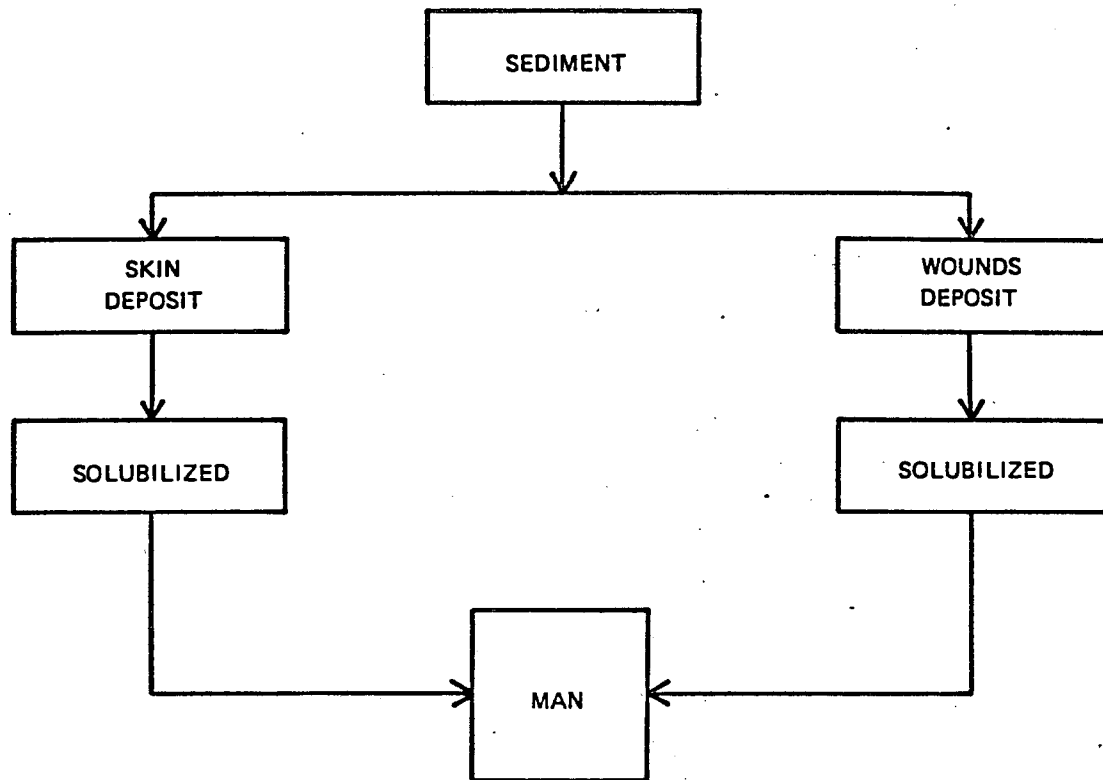 SEDIMENT
SKIN
DEPOSIT
WOUNDS
DEPOSIT
SOLUBILIZED
SOLUBILIZED
MAN